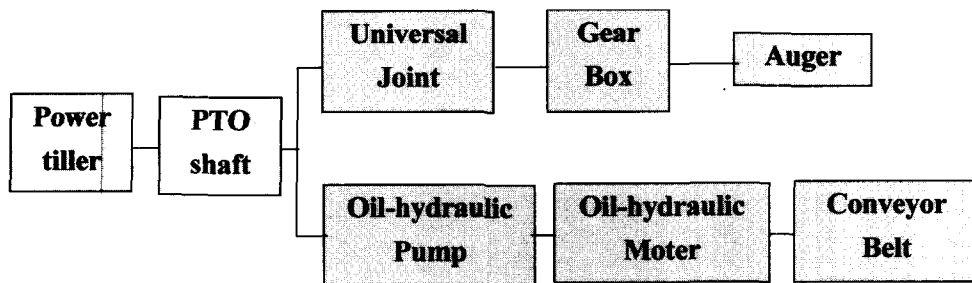 Power
tiller
PTO
shaft
Universal
Joint
Gear
Box
Auger
Oil-hydraulic
Pump
Oil-hydraulic
Moter
Conveyor
Belt